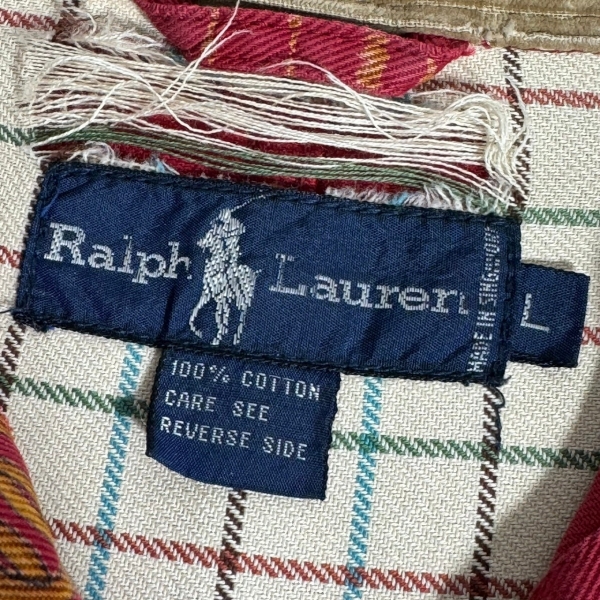 Ralph Lauren
MADE IN SINGAPORE
L
100% COTTON
CARE SEE
REVERSE SIDE